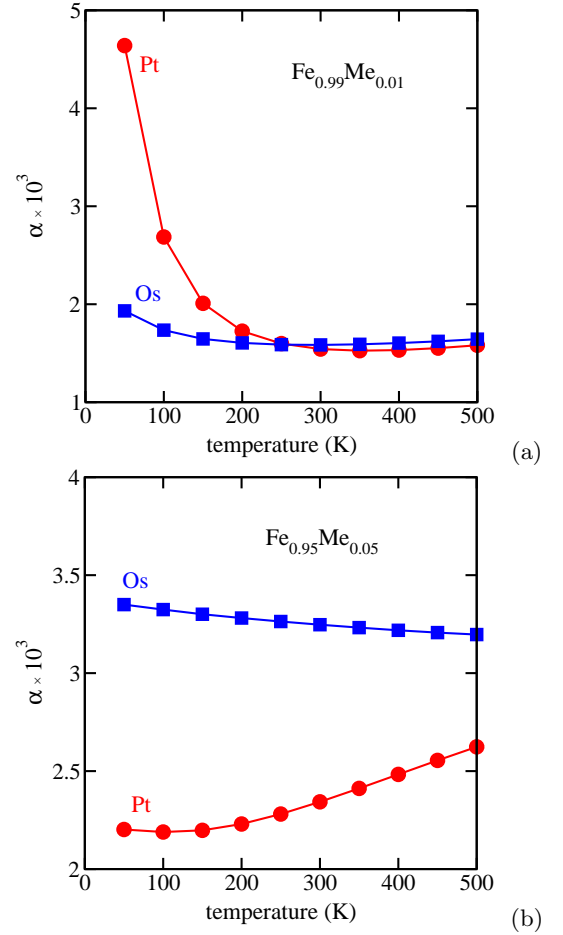 5
Pt
Fe0.99Me0.01
4
α × 10³
3
Os
2
1
0 100 200 300 400 500
temperature (K)
(a)
4
Fe0.95Me0.05
Os
3.5
α × 10³
3
2.5
Pt
2
0 100 200 300 400 500
temperature (K)
(b)